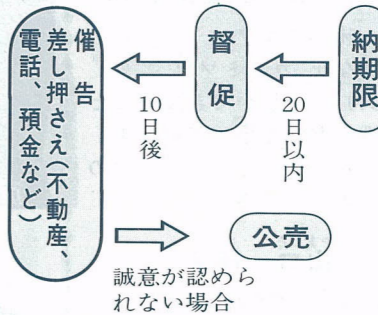 納期限
20日以内
督促
10日後
催告
差し押さえ(不動産、
電話、預金など)
公売
誠意が認めら
れない場合